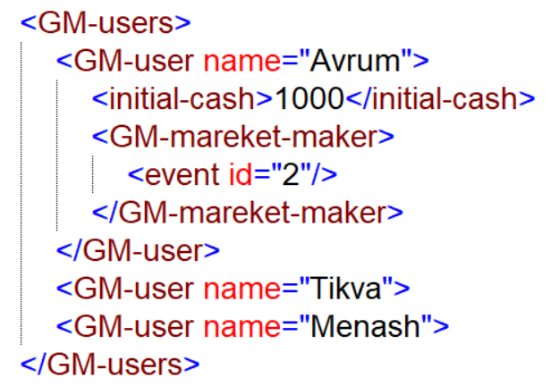 <GM-users>
<GM-user name="Avrum">
<initial-cash>1000</initial-cash>
<GM-mareket-maker>
<event id="2"/>
</GM-mareket-maker>
</GM-user>
<GM-user name="Tikva">
<GM-user name="Menash">
</GM-users>